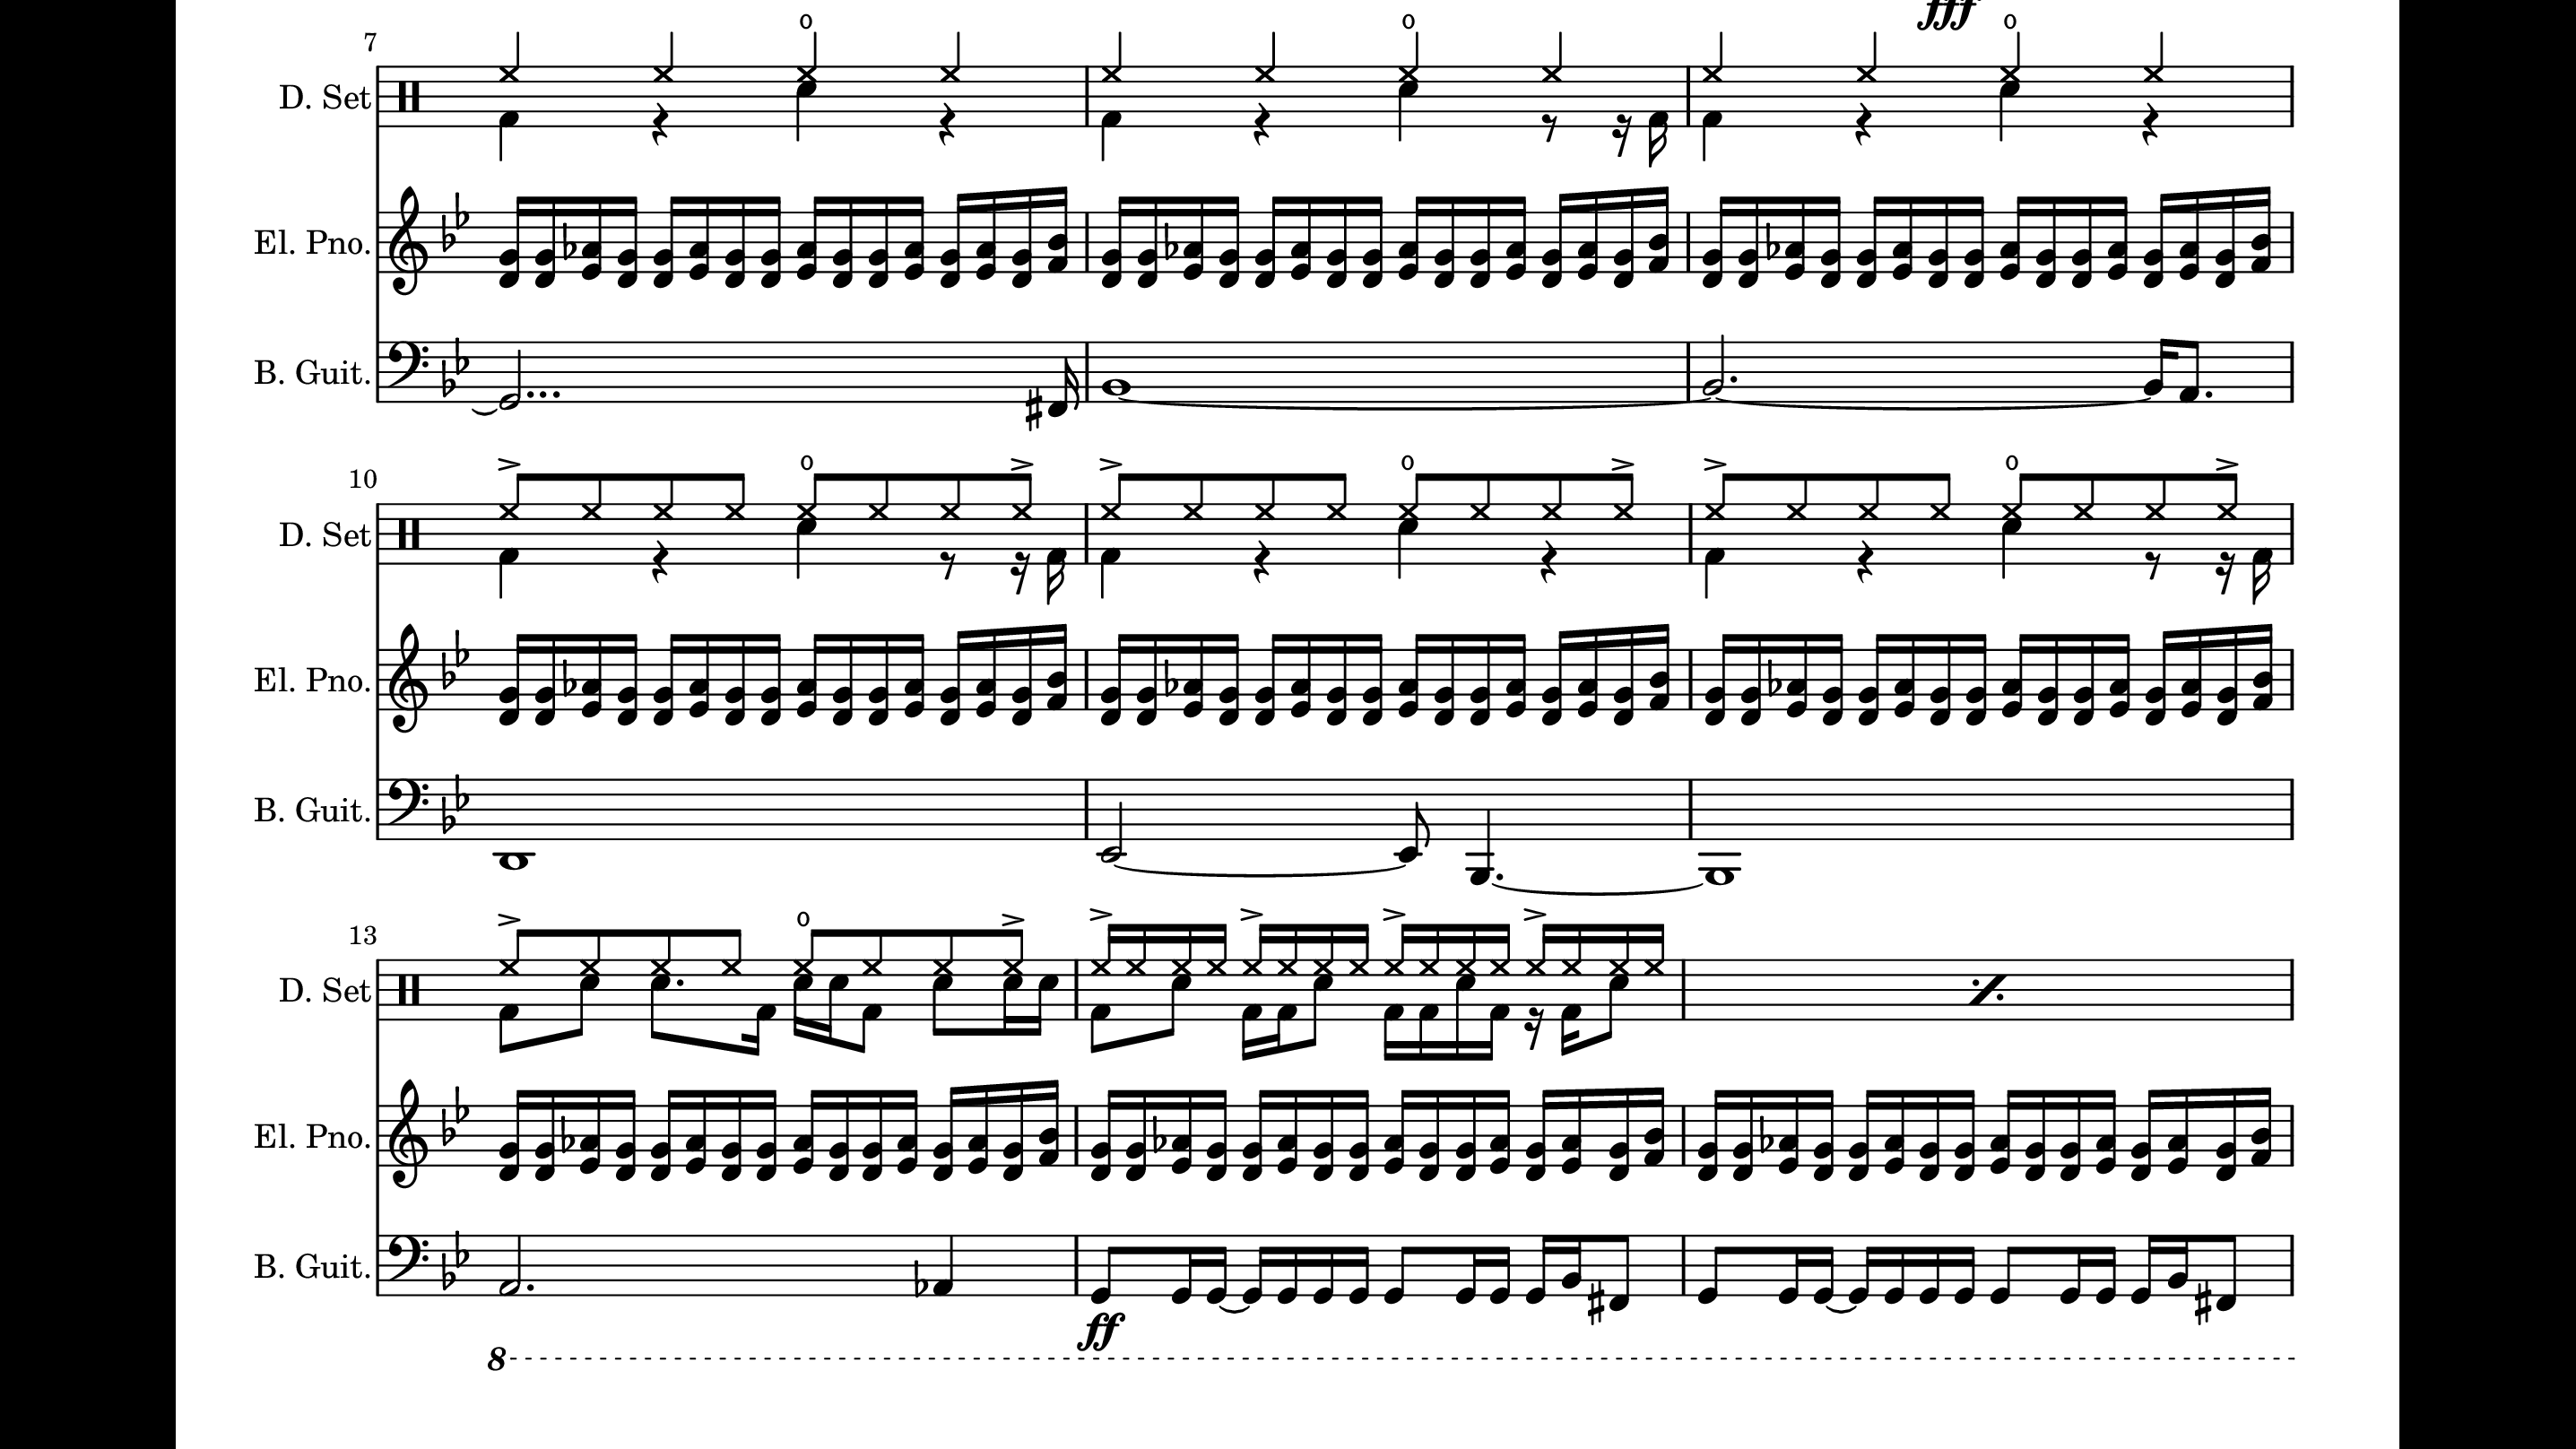 fff
7
D. Set
El. Pno.
B. Guit.
10
D. Set
El. Pno.
B. Guit.
13
D. Set
El. Pno.
B. Guit.
ff
8